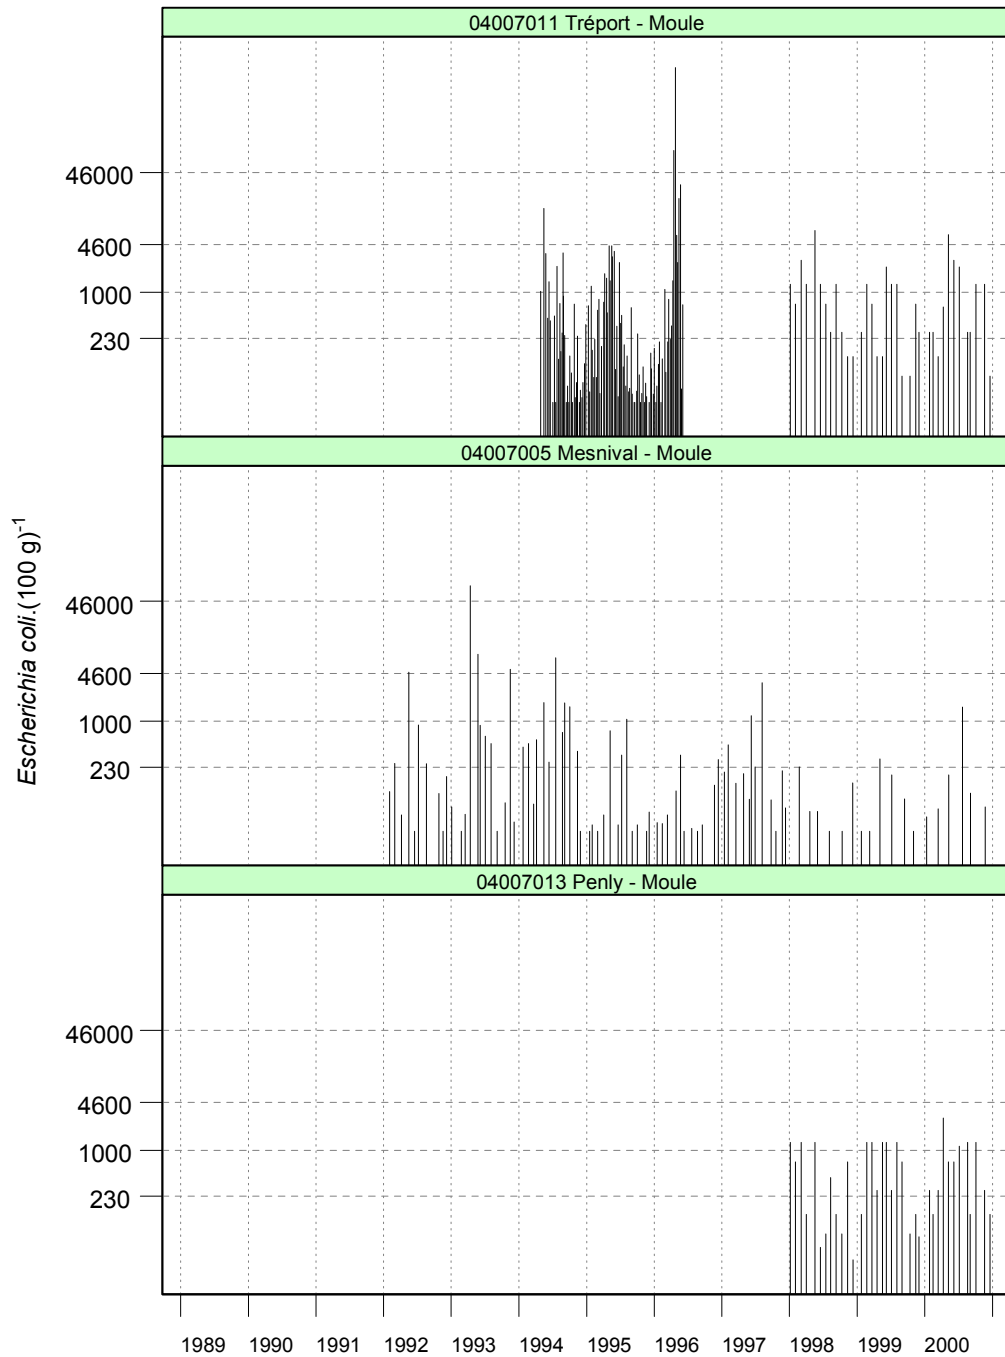 04007011 Tréport - Moule
46000
4600
1000
230
04007005 Mesnival - Moule
46000
4600
1000
230
Escherichia coli.(100 g)⁻¹
04007013 Penly - Moule
46000
4600
1000
230
1989 1990 1991 1992 1993 1994 1995 1996 1997 1998 1999 2000